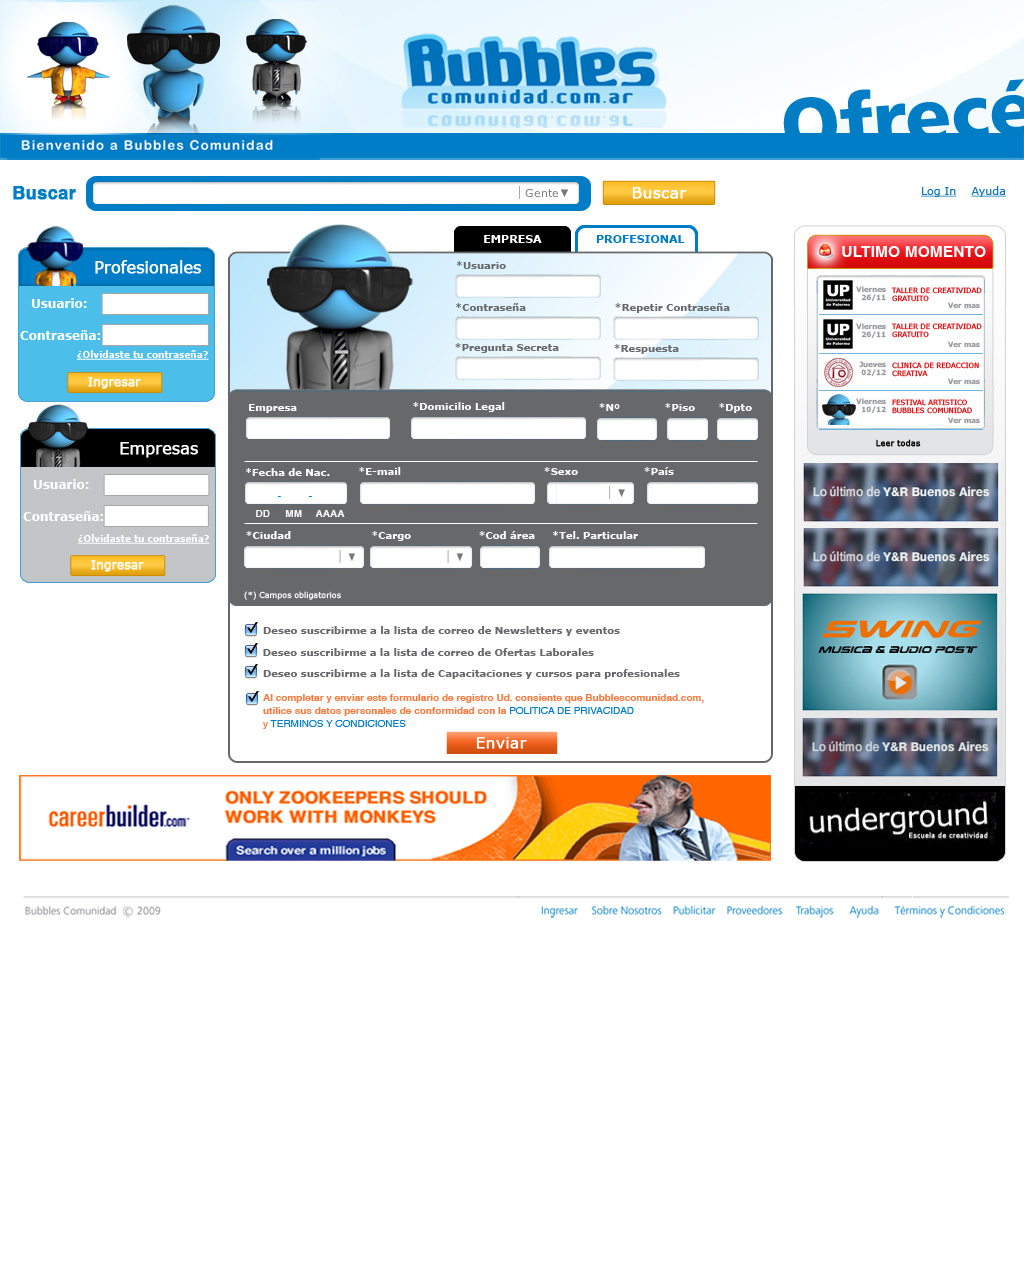 Bubbles
comunidad.com.ar
Ofrecé
Bienvenido a Bubbles Comunidad
Buscar
Gente▼
Buscar
Log In
Ayuda
Profesionales
Usuario:
Contraseña:
¿Olvidaste tu contraseña?
Ingresar
Empresas
Usuario:
Contraseña:
¿Olvidaste tu contraseña?
Ingresar
EMPRESA
PROFESIONAL
*Usuario
*Contraseña
*Repetir Contraseña
*Pregunta Secreta
*Respuesta
Empresa
*Domicilio Legal
*Nº
*Piso
*Dpto
*Fecha de Nac.
*E-mail
*Sexo
*País
- -
DD MM AAAA
*Ciudad
*Cargo
*Cod área
*Tel. Particular
(*) Campos obligatorios
Deseo suscribirme a la lista de correo de Newsletters y eventos
Deseo suscribirme a la lista de correo de Ofertas Laborales
Deseo suscribirme a la lista de Capacitaciones y cursos para profesionales
Al completar y enviar este formulario de registro Ud. consiente que Bubblescomunidad.com,
utilice sus datos personales de conformidad con la POLITICA DE PRIVACIDAD
y TERMINOS Y CONDICIONES
Enviar
ULTIMO MOMENTO
UP
Universidad
de Palermo
Viernes
26/11
TALLER DE CREATIVIDAD
GRATUITO
Ver mas
UP
Universidad
de Palermo
Viernes
26/11
TALLER DE CREATIVIDAD
GRATUITO
Ver mas
Jueves
02/12
CLINICA DE REDACCION
CREATIVA
Ver mas
Viernes
10/12
FESTIVAL ARTISTICO
BUBBLES COMUNIDAD
Ver mas
Leer todas
Lo último de Y&R Buenos Aires
Lo último de Y&R Buenos Aires
SWING
MUSICA & AUDIO POST
Lo último de Y&R Buenos Aires
underground
Escuela de creatividad
careerbuilder.com
ONLY ZOOKEEPERS SHOULD
WORK WITH MONKEYS
Search over a million jobs
Bubbles Comunidad © 2009
Ingresar
Sobre Nosotros
Publicitar
Proveedores
Trabajos
Ayuda
Términos y Condiciones